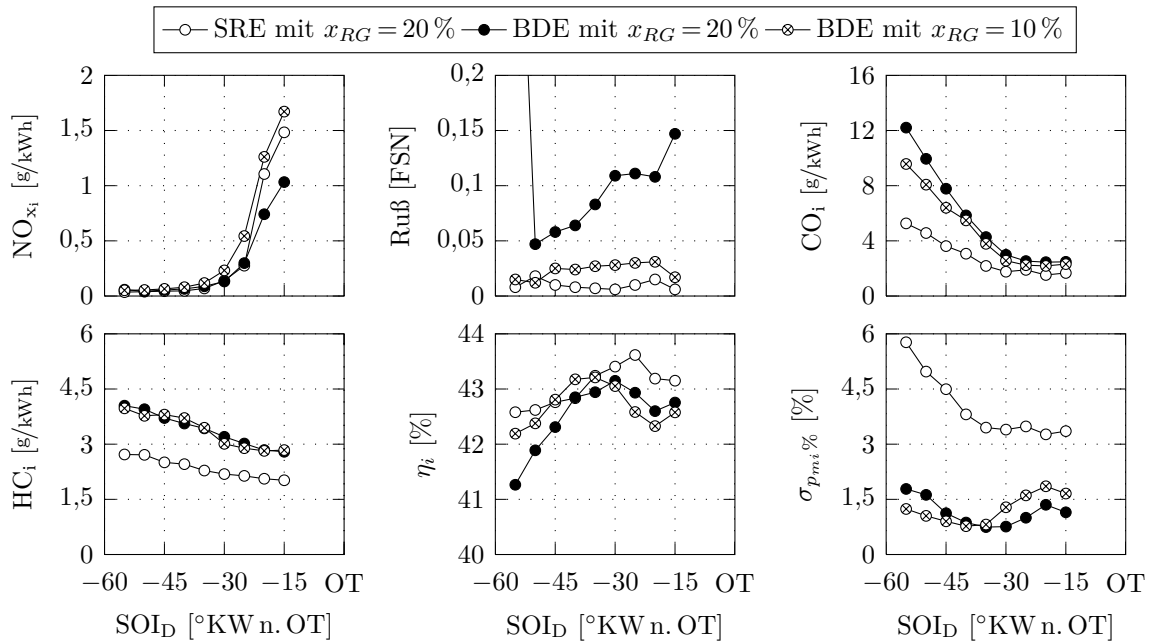 SRE mit x_RG = 20 % BDE mit x_RG = 20 % BDE mit x_RG = 10 %
NO_xi [g/kWh]
2
1,5
1
0,5
0
Ruß [FSN]
0,2
0,15
0,1
0,05
0
CO_i [g/kWh]
16
12
8
4
0
HC_i [g/kWh]
6
4,5
3
1,5
0
−60 −45 −30 −15 OT
SOI_D [°KW n. OT]
η_i [%]
44
43
42
41
40
−60 −45 −30 −15 OT
SOI_D [°KW n. OT]
σ_pmi% [%]
6
4,5
3
1,5
0
−60 −45 −30 −15 OT
SOI_D [°KW n. OT]